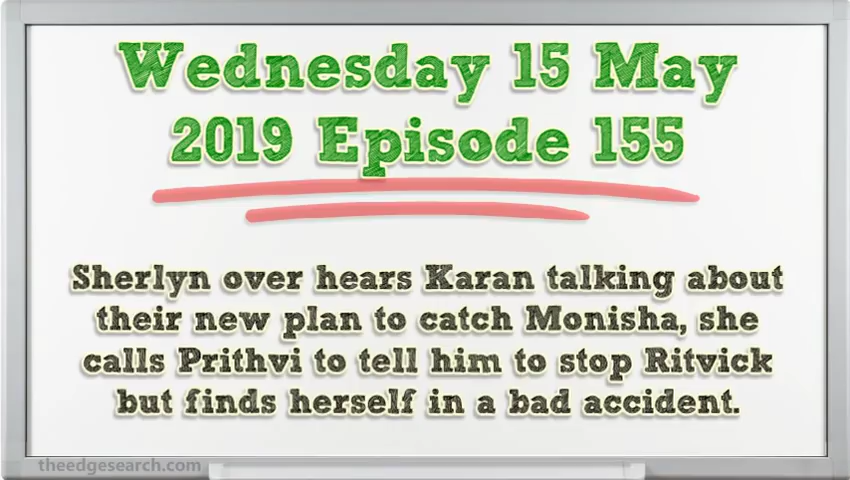 Wednesday 15 May
2019 Episode 155
Sherlyn over hears Karan talking about
their new plan to catch Monisha, she
calls Prithvi to tell him to stop Ritvick
but finds herself in a bad accident.
theedgesearch.com